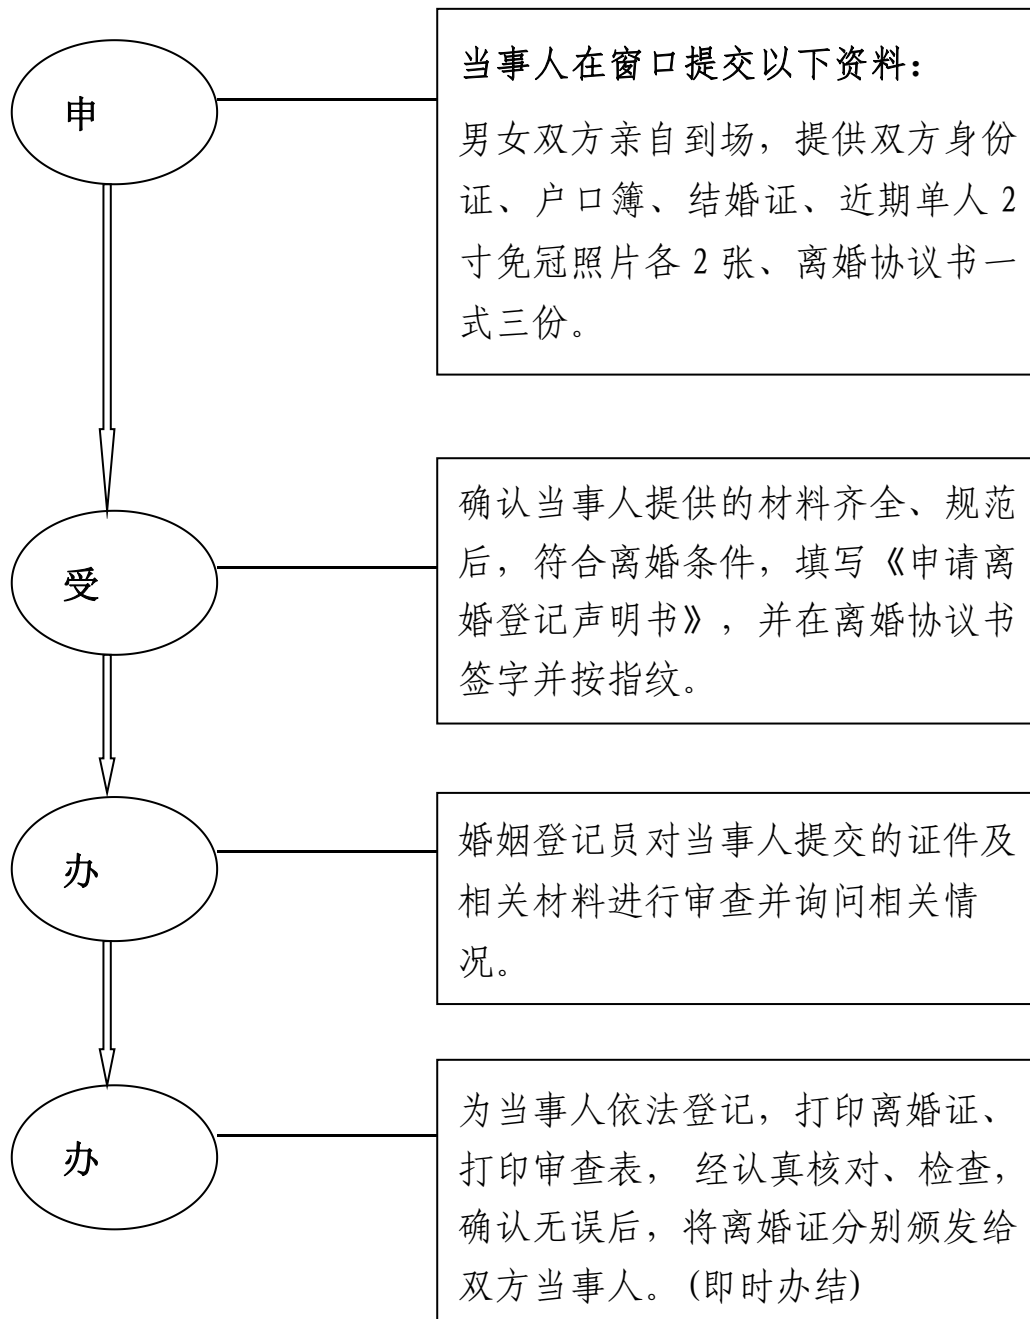 申
当事人在窗口提交以下资料：
男女双方亲自到场，提供双方身份
证、户口簿、结婚证、近期单人 2
寸免冠照片各 2 张、离婚协议书一
式三份。
受
确认当事人提供的材料齐全、规范
后，符合离婚条件，填写《申请离
婚登记声明书》，并在离婚协议书
签字并按指纹。
办
婚姻登记员对当事人提交的证件及
相关材料进行审查并询问相关情
况。
办
为当事人依法登记，打印离婚证、
打印审查表， 经认真核对、检查，
确认无误后，将离婚证分别颁发给
双方当事人。(即时办结)